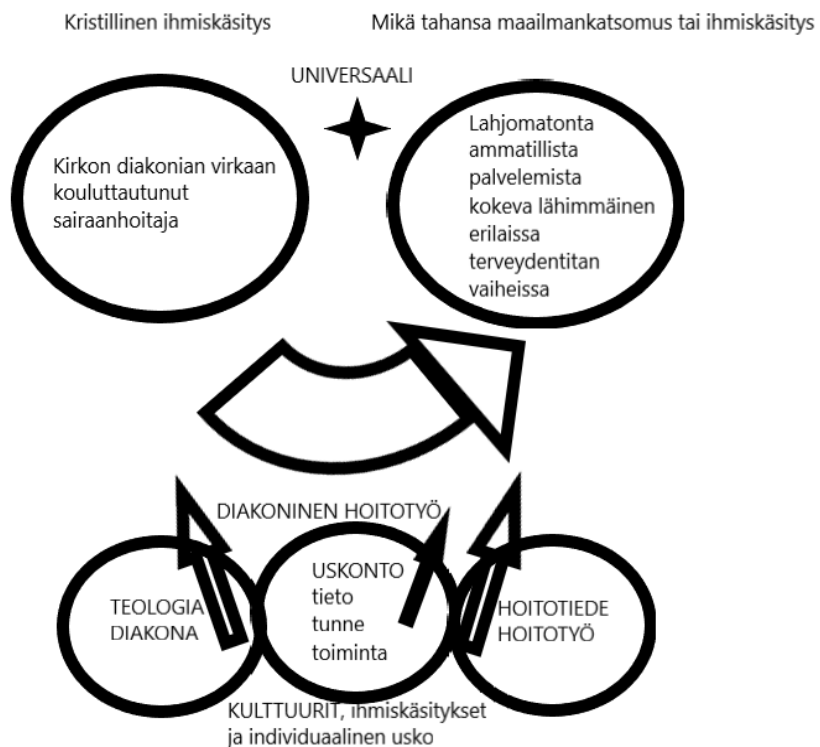 Kristillinen ihmiskäsitys
Mikä tahansa maailmankatsomus tai ihmiskäsitys
UNIVERSAALI
Kirkon diakonian virkaan
kouluttautunut
sairaanhoitaja
Lahjomatonta
ammatillista
palvelemista
kokeva lähimmäinen
erilaissa
terveydentitan
vaiheissa
DIAKONINEN HOITOTYÖ
TEOLOGIA
DIAKONA
USKONTO
tieto
tunne
toiminta
HOITOTIEDE
HOITOTYÖ
KULTTUURIT, ihmiskäsitykset
ja individuaalinen usko